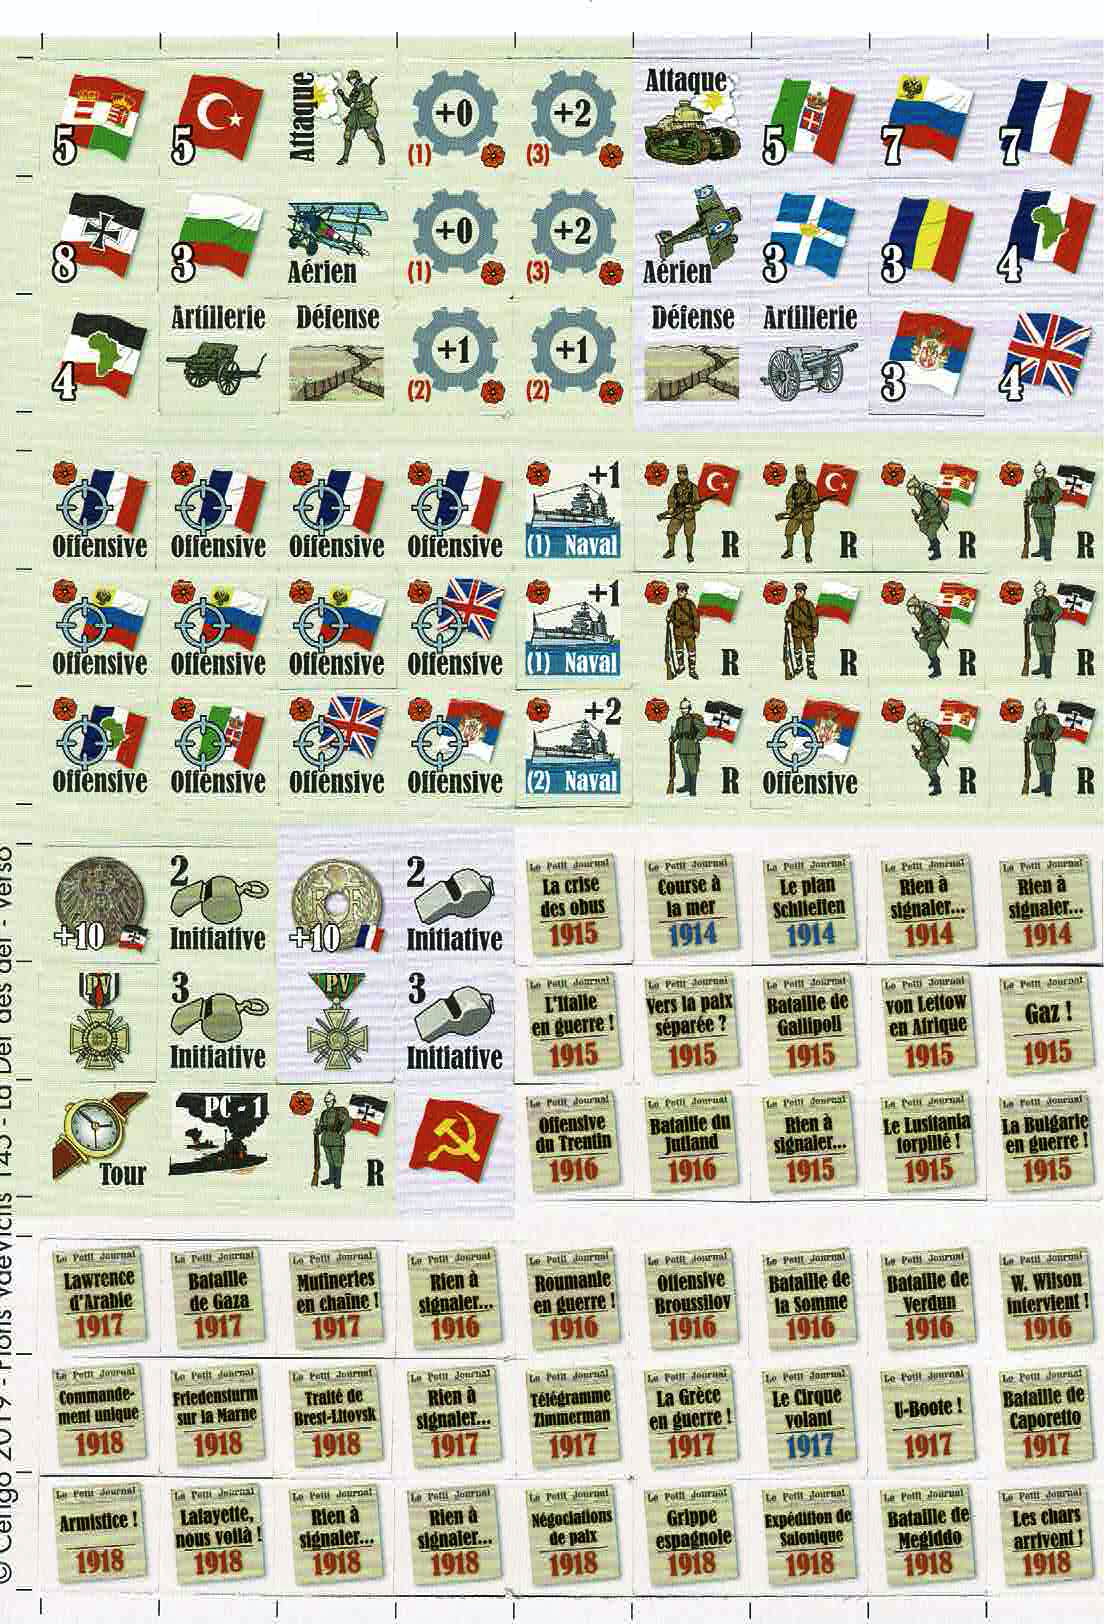 Attaque
+0
+2
Attaque
5
5
(1)
(3)
5
7
7
+0
+2
8
3
Aérien
(1)
(3)
Aérien
3
3
4
Artillerie
Défense
+1
+1
Défense
Artillerie
4
(2)
(2)
3
4
+1
Offensive
Offensive
Offensive
Offensive
(1) Naval
R
R
R
R
+1
Offensive
Offensive
Offensive
Offensive
(1) Naval
R
R
R
R
+2
Offensive
Offensive
Offensive
Offensive
(2) Naval
R
Offensive
R
R
+10
2
Initiative
RF
+10
2
Initiative
Le Petit Journal
La crise
des obus
1915
Le Petit Journal
Course à
la mer
1914
Le Petit Journal
Le plan
Schlieffen
1914
Le Petit Journal
Rien à
signaler...
1914
Le Petit Journal
Rien à
signaler...
1914
PV
3
Initiative
PV
3
Initiative
Le Petit Journal
L'Italie
en guerre !
1915
Le Petit Journal
Vers la paix
séparée ?
1915
Le Petit Journal
Bataille de
Gallipoli
1915
Le Petit Journal
von Lettow
en Afrique
1915
Le Petit Journal
Gaz !
1915
Tour
PC - 1
R
Le Petit Journal
Offensive
du Trentin
1916
Le Petit Journal
Bataille du
Jutland
1916
Le Petit Journal
Rien à
signaler...
1915
Le Petit Journal
Le Lusitania
torpillé !
1915
Le Petit Journal
La Bulgarie
en guerre !
1915
Le Petit Journal
Lawrence
d'Arabie
1917
Le Petit Journal
Bataille
de Gaza
1917
Le Petit Journal
Mutineries
en chaîne !
1917
Le Petit Journal
Rien à
signaler...
1916
Le Petit Journal
Roumanie
en guerre !
1916
Le Petit Journal
Offensive
Broussilov
1916
Le Petit Journal
Bataille de
la Somme
1916
Le Petit Journal
Bataille de
Verdun
1916
Le Petit Journal
W. Wilson
intervient !
1916
Le Petit Journal
Commande-
ment unique
1918
Le Petit Journal
Friedensturm
sur la Marne
1918
Le Petit Journal
Traité de
Brest-Litovsk
1918
Le Petit Journal
Rien à
signaler...
1917
Le Petit Journal
Télégramme
Zimmerman
1917
Le Petit Journal
La Grèce
en guerre !
1917
Le Petit Journal
Le Cirque
volant
1917
Le Petit Journal
U-Boote !
1917
Le Petit Journal
Bataille de
Caporetto
1917
Le Petit Journal
Armistice !
1918
Le Petit Journal
Lafayette,
nous voilà !
1918
Le Petit Journal
Rien à
signaler...
1918
Le Petit Journal
Rien à
signaler...
1918
Le Petit Journal
Négociations
de paix
1918
Le Petit Journal
Grippe
espagnole
1918
Le Petit Journal
Expédition de
Salonique
1918
Le Petit Journal
Bataille de
Megiddo
1918
Le Petit Journal
Les chars
arrivent !
1918
2019
La Der des der - Verso